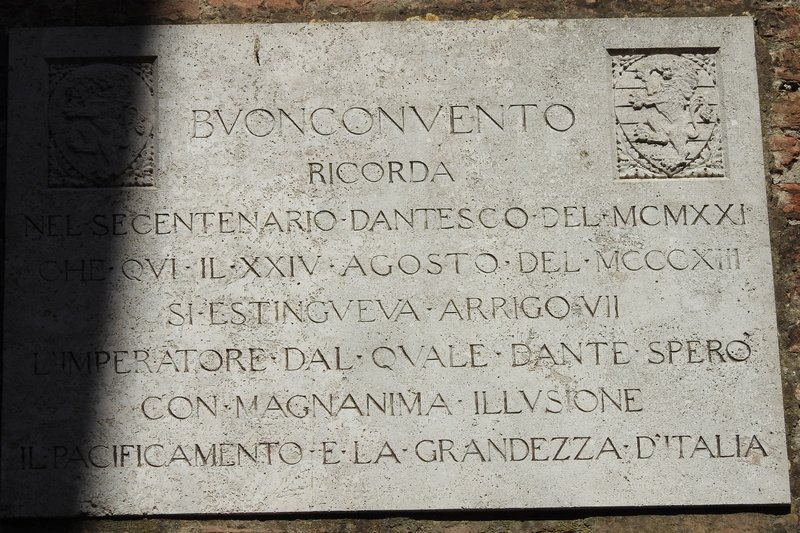 BVONCONVENTO
RICORDA
NEL·SECENTENARIO·DANTESCO·DEL·MCMXXI
CHE·QVI·IL·XXIV·AGOSTO·DEL·MCCCXIII
SI·ESTINGVEVA·ARRIGO·VII
L'IMPERATORE·DAL·QVALE·DANTE·SPERÒ
CON·MAGNANIMA·ILLVSIONE
IL·PACIFICAMENTO·E·LA·GRANDEZZA·D'ITALIA